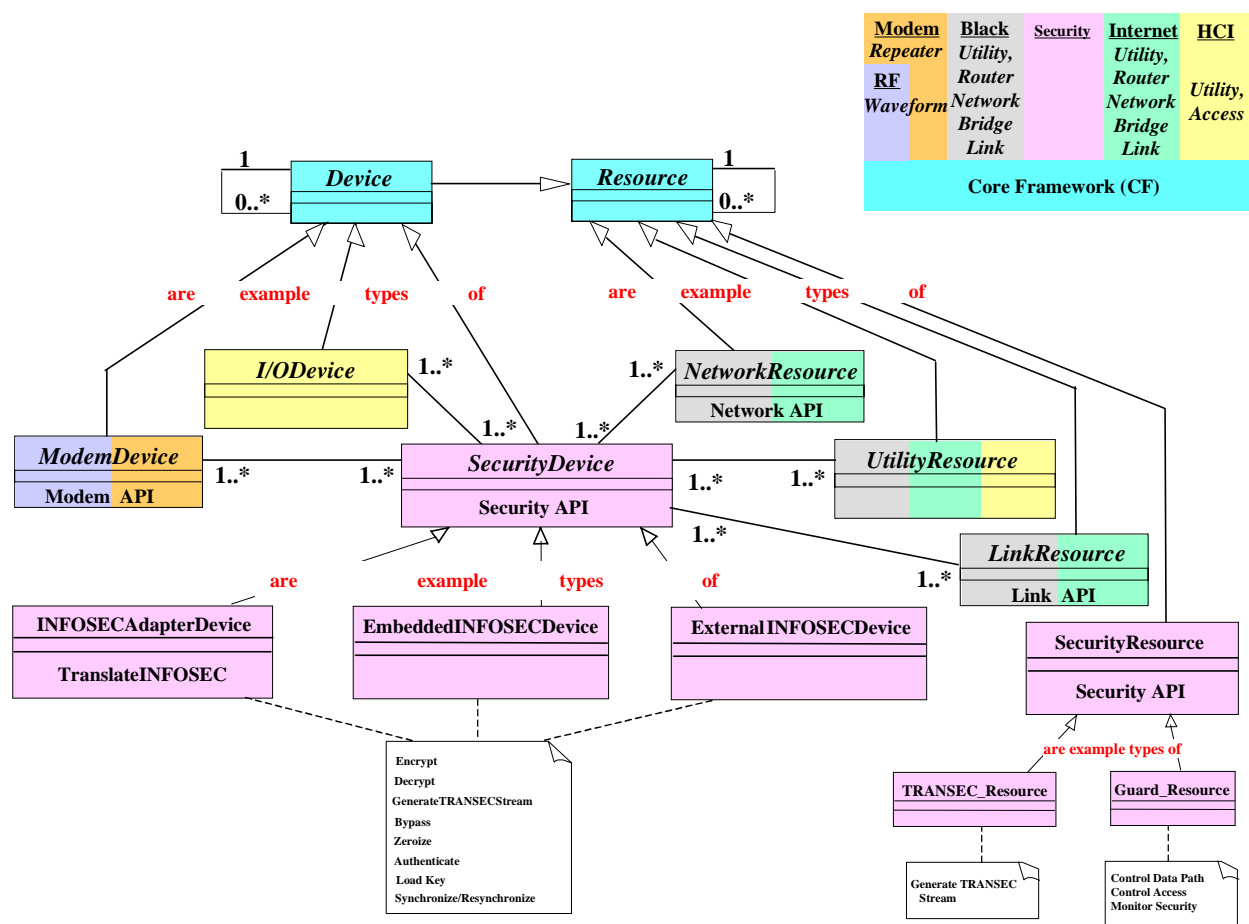 Modem
Repeater
RF
Waveform
Black
Utility,
Router
Network
Bridge
Link
Security
Internet
Utility,
Router
Network
Bridge
Link
HCI
Utility,
Access
Core Framework (CF)
1
Device
0..*
Resource
1
0..*
are example types of
are example types of
I/ODevice
1..*
1..*
NetworkResource
Network API
1..*
1..*
ModemDevice
Modem API
1..*
1..*
SecurityDevice
Security API
1..*
1..*
UtilityResource
1..*
1..*
LinkResource
Link API
are example types of
INFOSECAdapterDevice
TranslateINFOSEC
EmbeddedINFOSECDevice
External INFOSECDevice
SecurityResource
Security API
are example types of
Encrypt
Decrypt
GenerateTRANSECStream
Bypass
Zeroize
Authenticate
Load Key
Synchronize/Resynchronize
TRANSEC_Resource
Guard_Resource
Generate TRANSEC
Stream
Control Data Path
Control Access
Monitor Security